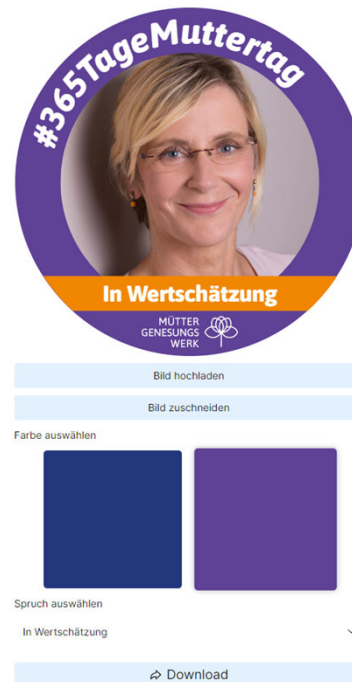 #365TageMuttertag
In Wertschätzung
MÜTTER
GENESUNGS
WERK
Bild hochladen
Bild zuschneiden
Farbe auswählen
Spruch auswählen
In Wertschätzung
Download